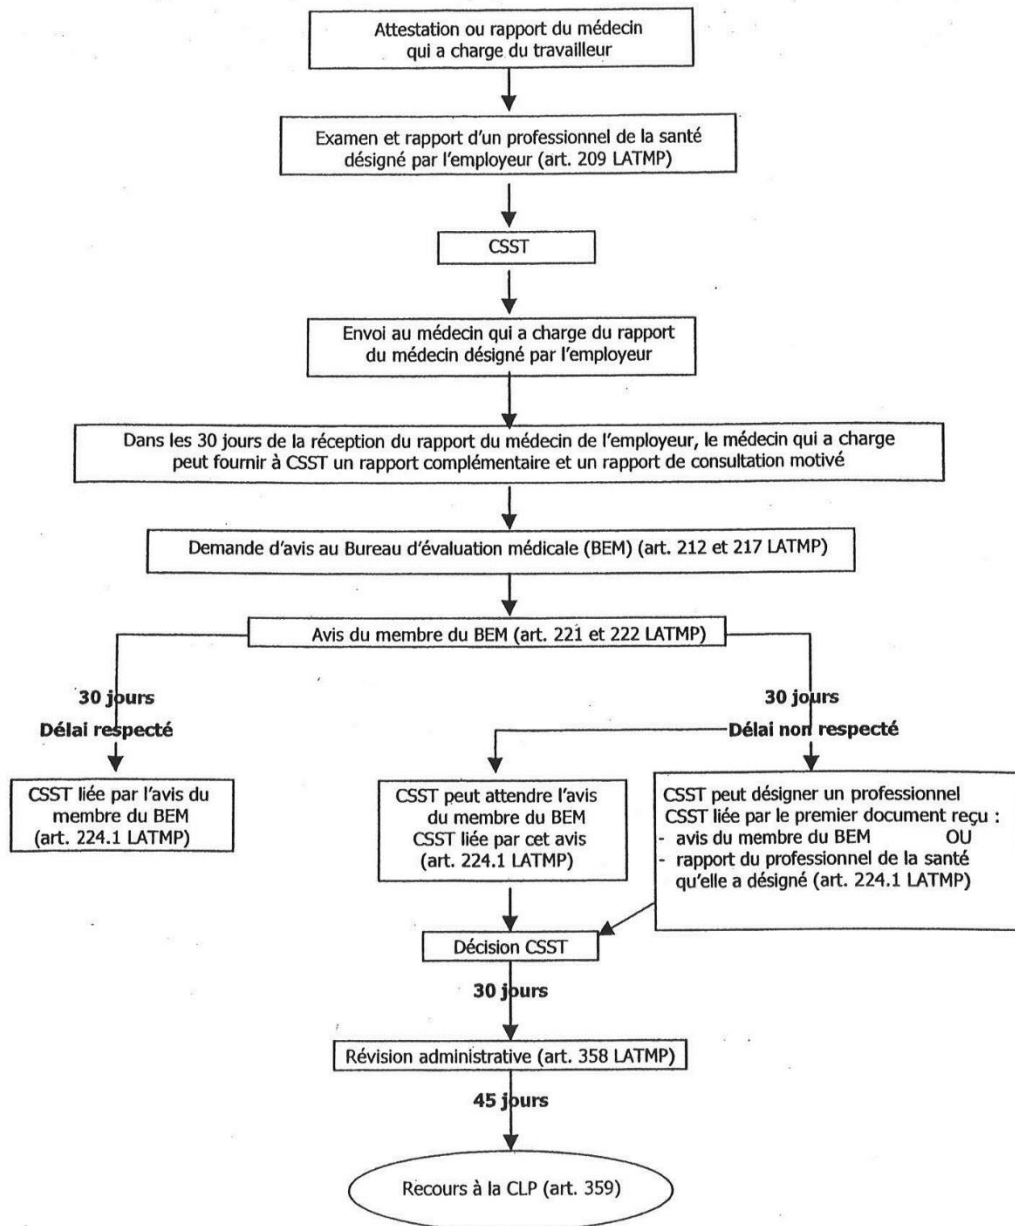 Attestation ou rapport du médecin
qui a charge du travailleur
Examen et rapport d'un professionnel de la santé
désigné par l'employeur (art. 209 LATMP)
CSST
Envoi au médecin qui a charge du rapport
du médecin désigné par l'employeur
Dans les 30 jours de la réception du rapport du médecin de l'employeur, le médecin qui a charge
peut fournir à CSST un rapport complémentaire et un rapport de consultation motivé
Demande d'avis au Bureau d'évaluation médicale (BEM) (art. 212 et 217 LATMP)
Avis du membre du BEM (art. 221 et 222 LATMP)
30 jours
Délai respecté
30 jours
Délai non respecté
CSST liée par l'avis du
membre du BEM
(art. 224.1 LATMP)
CSST peut attendre l'avis
du membre du BEM
CSST liée par cet avis
(art. 224.1 LATMP)
CSST peut désigner un professionnel
CSST liée par le premier document reçu :
- avis du membre du BEM OU
- rapport du professionnel de la santé
qu'elle a désigné (art. 224.1 LATMP)
Décision CSST
30 jours
Révision administrative (art. 358 LATMP)
45 jours
Recours à la CLP (art. 359)